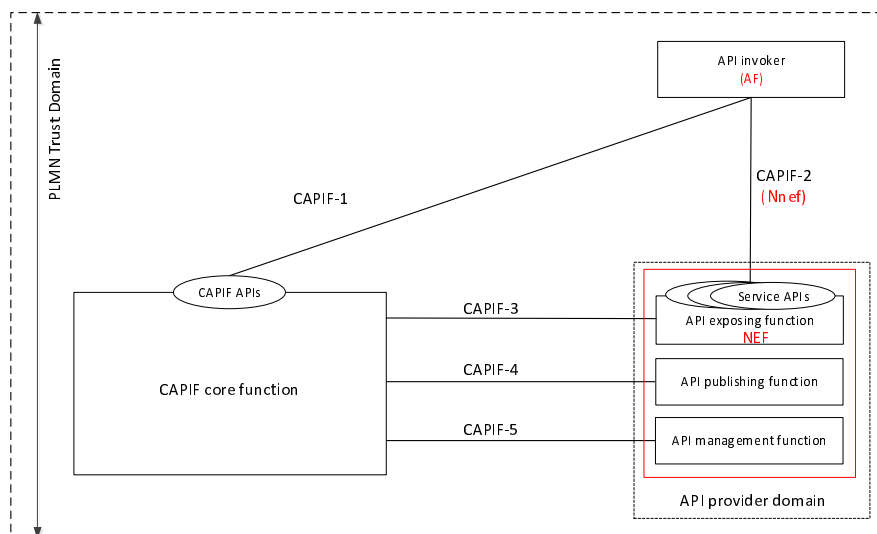 PLMN Trust Domain
API invoker
(AF)
CAPIF-1
CAPIF-2
(Nnef)
CAPIF APIs
Service APIs
API exposing function
NEF
CAPIF-3
CAPIF core function
CAPIF-4
API publishing function
CAPIF-5
API management function
API provider domain